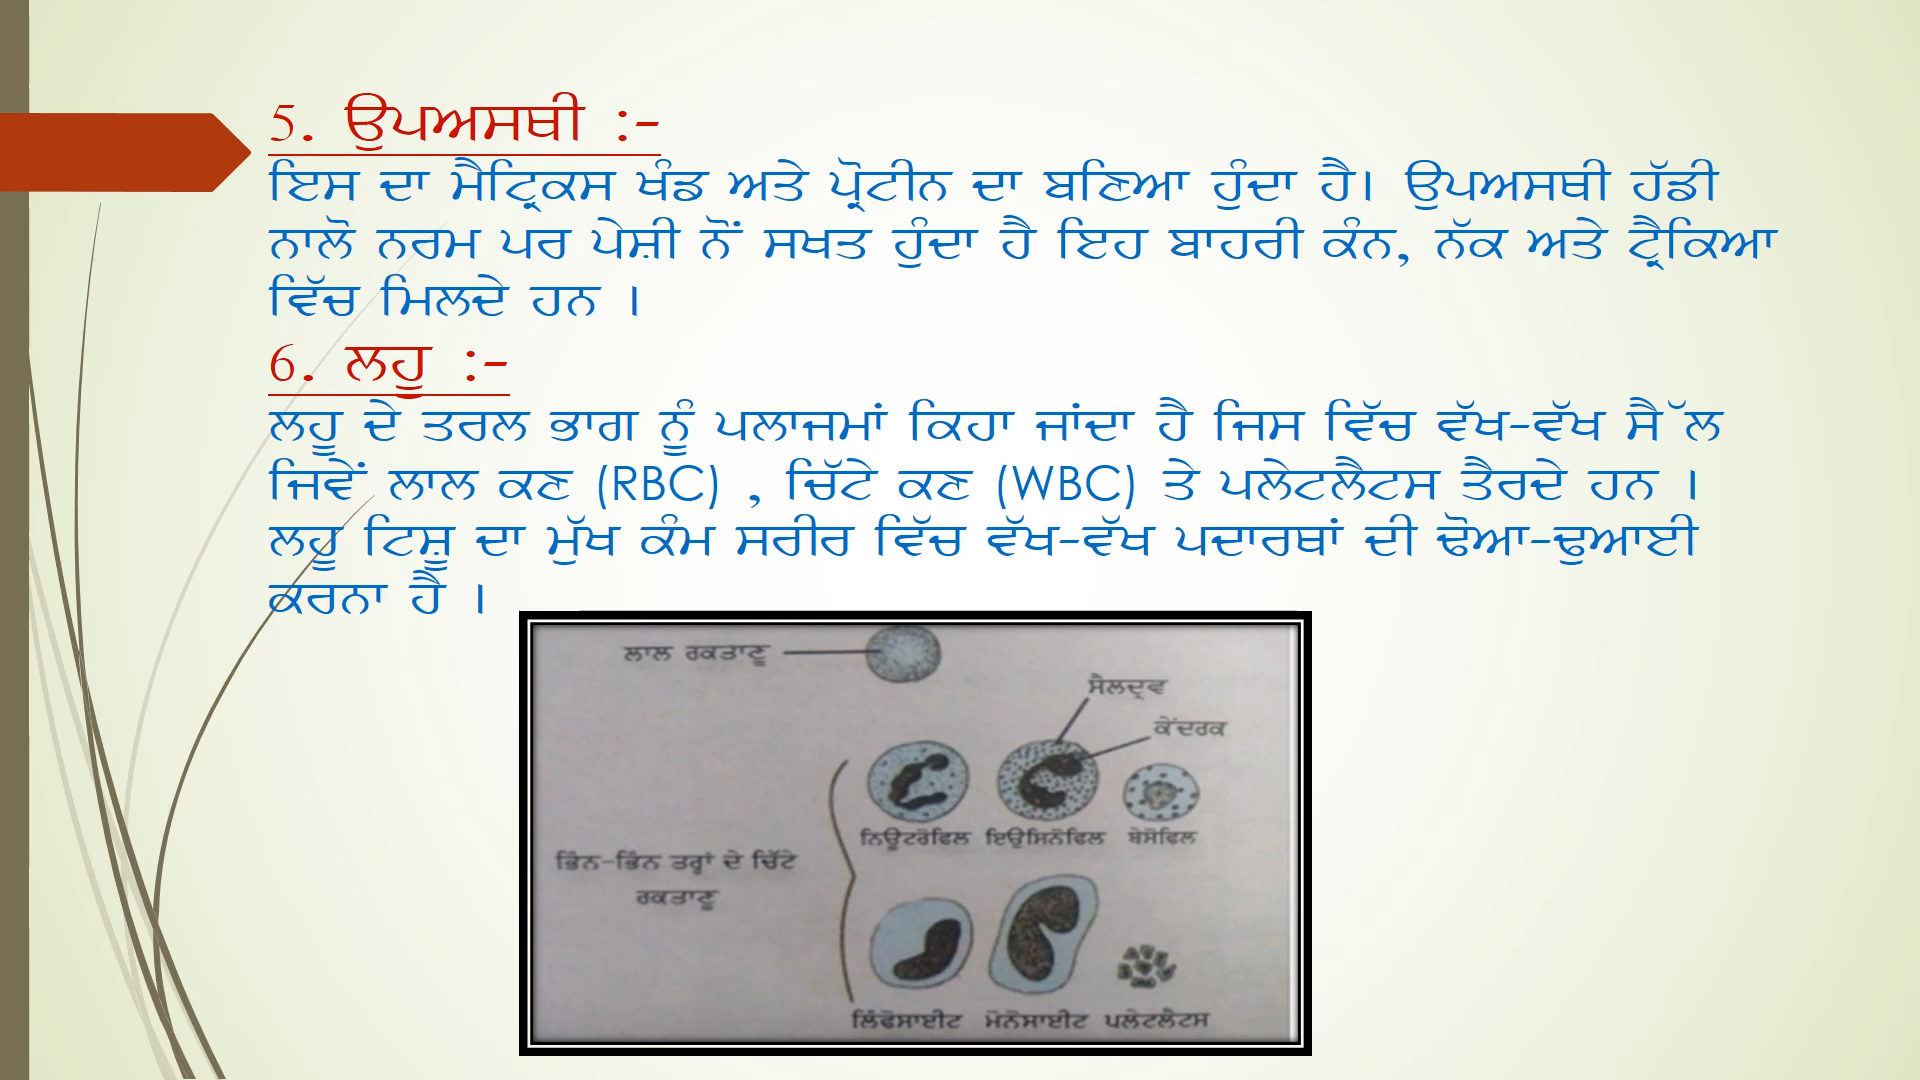 5. ਉਪਅਸਥੀ :-
ਇਸ ਦਾ ਮੈਟ੍ਰਿਕਸ ਖੰਡ ਅਤੇ ਪ੍ਰੋਟੀਨ ਦਾ ਬਣਿਆ ਹੁੰਦਾ ਹੈ। ਉਪਅਸਥੀ ਹੱਡੀ
ਨਾਲੋ ਨਰਮ ਪਰ ਪੇਸ਼ੀ ਨੋਂ ਸਖਤ ਹੁੰਦਾ ਹੈ ਇਹ ਬਾਹਰੀ ਕੰਨ, ਨੱਕ ਅਤੇ ਟ੍ਰੈਕਿਆ
ਵਿੱਚ ਮਿਲਦੇ ਹਨ ।
6. ਲਹੂ :-
ਲਹੂ ਦੇ ਤਰਲ ਭਾਗ ਨੂੰ ਪਲਾਜਮਾਂ ਕਿਹਾ ਜਾਂਦਾ ਹੈ ਜਿਸ ਵਿੱਚ ਵੱਖ-ਵੱਖ ਸੈੱਲ
ਜਿਵੇਂ ਲਾਲ ਕਣ (RBC) , ਚਿੱਟੇ ਕਣ (WBC) ਤੇ ਪਲੇਟਲੈਟਸ ਤੈਰਦੇ ਹਨ ।
ਲਹੂ ਟਿਸ਼ੂ ਦਾ ਮੁੱਖ ਕੰਮ ਸਰੀਰ ਵਿੱਚ ਵੱਖ-ਵੱਖ ਪਦਾਰਥਾਂ ਦੀ ਢੋਆ-ਢੁਆਈ
ਕਰਨਾ ਹੈ ।
ਲਾਲ ਰਕਤਾਣੂ
ਸੈਲਦ੍ਰਵ
ਕੇਂਦਰਕ
ਨਿਊਟਰੋਫਿਲ ਇਉਸਿਨੋਫਿਲ ਬੇਸੋਫਿਲ
ਭਿੰਨ-ਭਿੰਨ ਤਰ੍ਹਾਂ ਦੇ ਚਿੱਟੇ
ਰਕਤਾਣੂ
ਲਿੰਫੋਸਾਈਟ ਮੋਨੋਸਾਈਟ ਪਲੇਟਲੈਟਸ